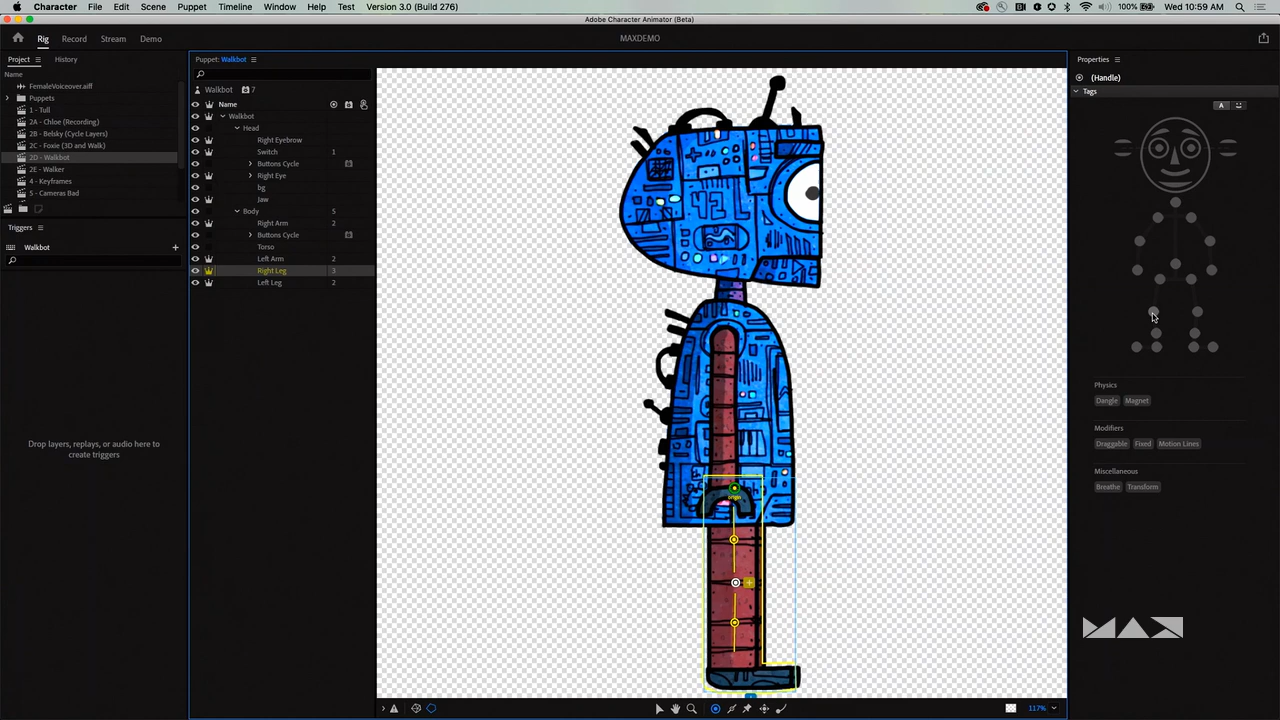 Character File Edit Scene Puppet Timeline Window Help Test Version 3.0 (Build 276) 100% Wed 10:59 AM
Adobe Character Animator (Beta)
Rig Record Stream Demo MAXDEMO
Project History
Name
FemaleVoiceover.aiff
Puppets
1 - Tull
2A - Chloe (Recording)
2B - Belsky (Cycle Layers)
2C - Foxie (3D and Walk)
2D - Walkbot
2E - Walker
4 - Keyframes
5 - Cameras Bad
Triggers
Walkbot +
Drop layers, replays, or audio here to
create triggers
Puppet: Walkbot
Walkbot 7
Name
Walkbot
Head
Right Eyebrow
Switch 1
Buttons Cycle
Right Eye
bg
Jaw
Body 5
Right Arm 2
Buttons Cycle
Torso
Left Arm 2
Right Leg 3
Left Leg 2
42
origin
117%
Properties
(Handle)
Tags
A
Physics
Dangle Magnet
Modifiers
Draggable Fixed Motion Lines
Miscellaneous
Breathe Transform
MAX